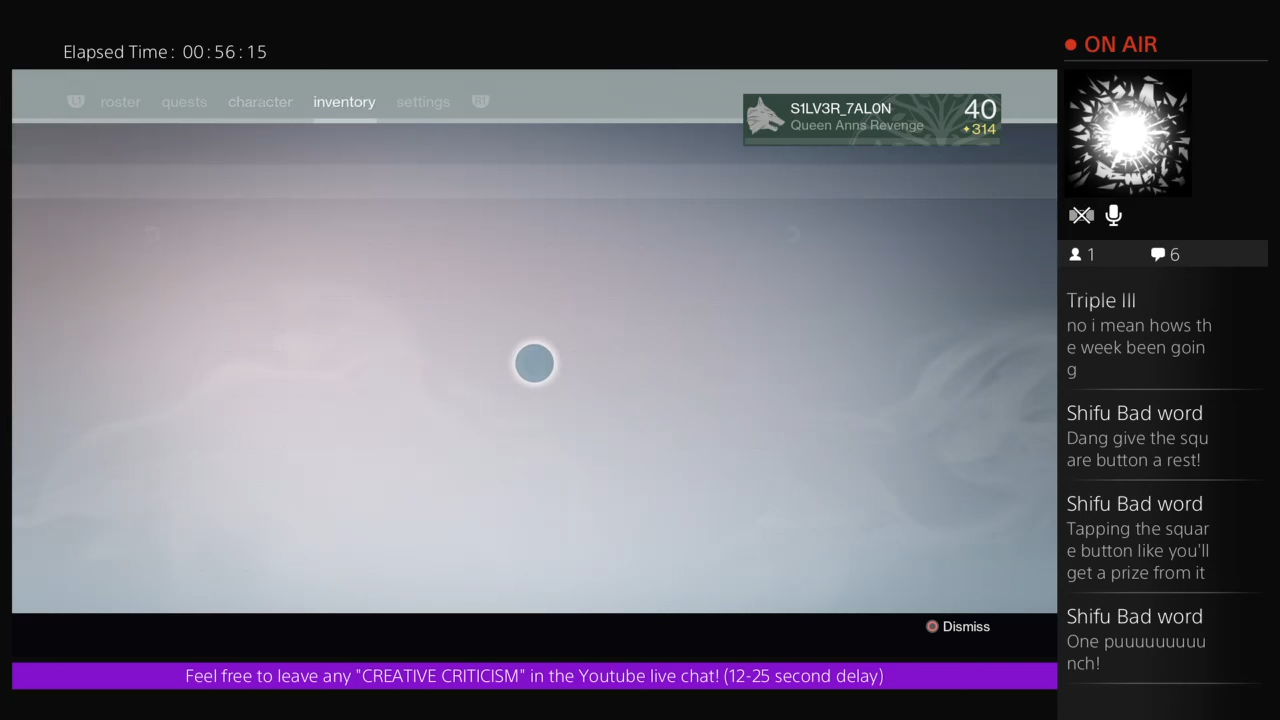 Elapsed Time: 00:56:15
ON AIR
L1 roster quests character inventory settings R1
S1LV3R_7AL0N
Queen Anns Revenge
40
314
1
6
Triple III
no i mean hows th
e week been goin
g
Shifu Bad word
Dang give the squ
are button a rest!
Shifu Bad word
Tapping the squar
e button like you'll
get a prize from it
Shifu Bad word
One puuuuuuuuu
nch!
Dismiss
Feel free to leave any "CREATIVE CRITICISM" in the Youtube live chat! (12-25 second delay)